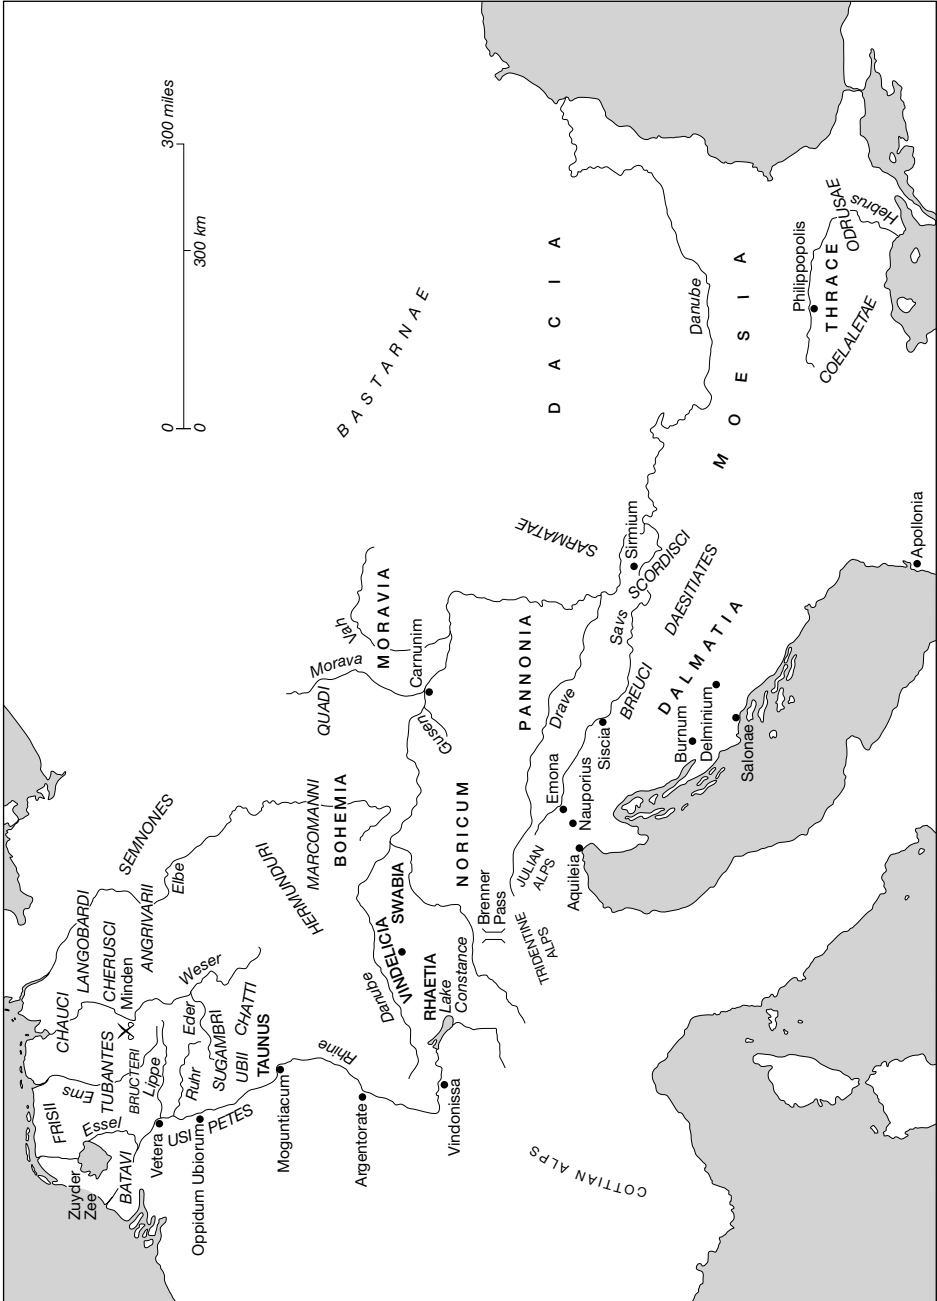 300 miles
300 km
0
0
BASTARNAE
DACIA
Danube
MOESIA
Philippopolis
THRACE
ODRUSAE
Hebrus
COELALETAE
SARMATAE
Sirmium
SCORDISCI
DAESITIATES
DALMATIA
Apollonia
Vah
MORAVIA
Morava
QUADI
Carnunim
Gusen
PANNONIA
Drave
Savs
BREUCI
Siscia
Burnum
Delminium
Salonae
Emona
Nauporius
Aquileia
JULIAN
ALPS
NORICUM
Brenner
Pass
TRIDENTINE
ALPS
SEMNONES
MARCOMANNI
BOHEMIA
HERMUNDURI
Elbe
LANGOBARDI
CHERUSCI
Minden
ANGRIVARII
CHAUCI
Weser
SWABIA
VINDELICIA
Danube
RHAETIA
Lake
Constance
TUBANTES
BRUCTERI
Lippe
Ems
FRISII
Essel
Ruhr
Eder
SUGAMBRI
UBII
CHATTI
TAUNUS
Rhine
USI PETES
BATAVI
Zuyder
Zee
Vetera
Oppidum Ubiorum
Moguntiacum
Argentorate
Vindonissa
COTTIAN ALPS